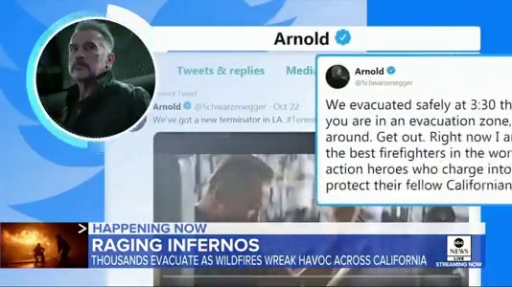 Arnold
Tweets & replies Media
Arnold @Schwarzenegger · Oct 22
We've got a new terminator in LA.
Arnold
@Schwarzenegger
We evacuated safely at 3:30 th
you are in an evacuation zone,
around. Get out. Right now I a
the best firefighters in the wor
action heroes who charge into
protect their fellow Californian
HAPPENING NOW
RAGING INFERNOS
THOUSANDS EVACUATE AS WILDFIRES WREAK HAVOC ACROSS CALIFORNIA
abc
NEWS
LIVE
STREAMING NOW